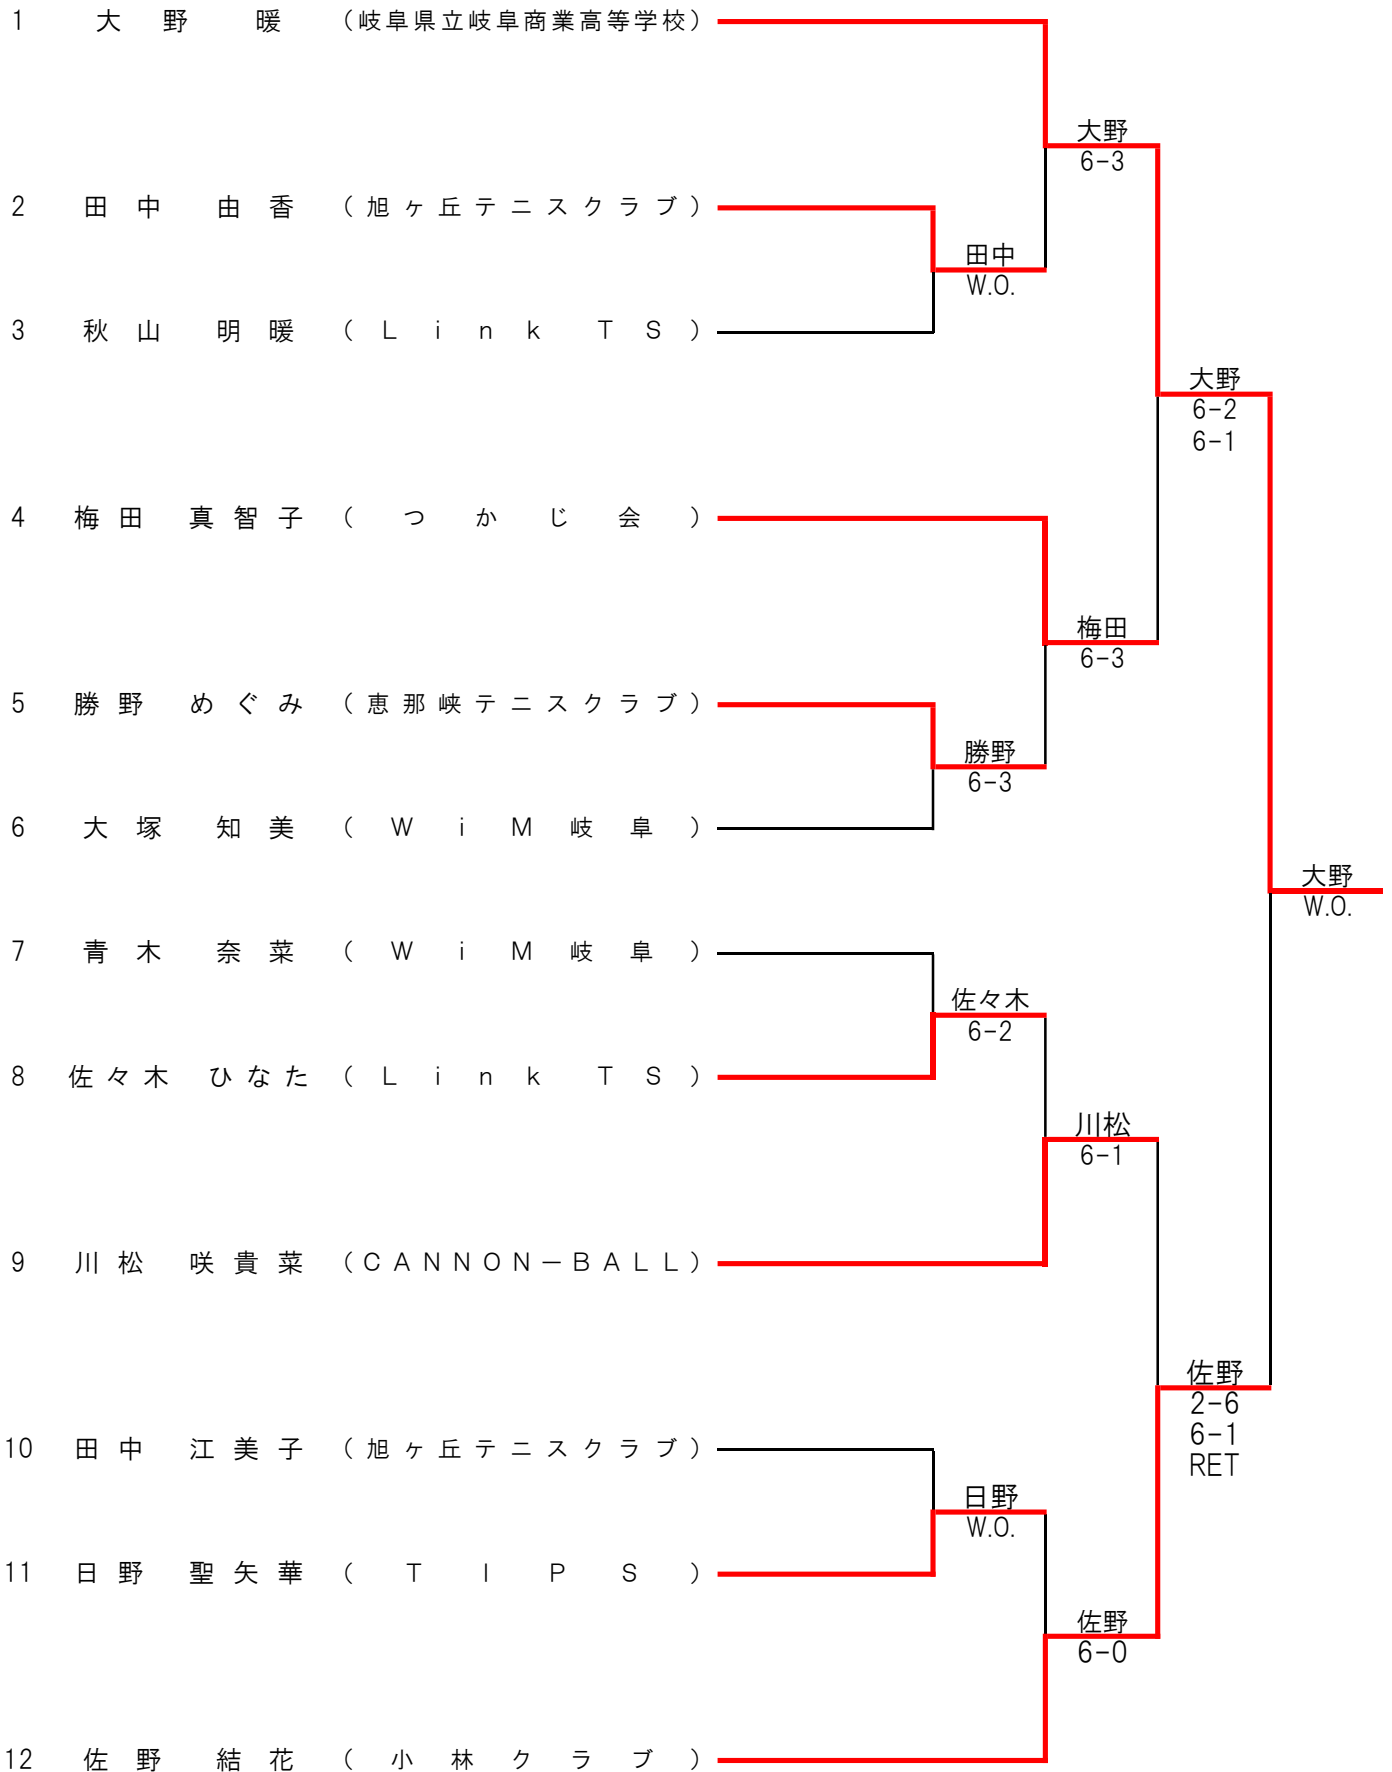 1 大野 暖 （岐阜県立岐阜商業高等学校）
大野
6-3
2 田中 由香 （旭ヶ丘テニスクラブ）
田中
W.O.
3 秋山 明暖 （Link TS）
大野
6-2
6-1
4 梅田 真智子 （つかじ会）
梅田
6-3
5 勝野 めぐみ （恵那峡テニスクラブ）
勝野
6-3
6 大塚 知美 （WiM岐阜）
大野
W.O.
7 青木 奈菜 （WiM岐阜）
佐々木
6-2
8 佐々木 ひなた （Link TS）
川松
6-1
9 川松 咲貴菜 （CANNON－BALL）
佐野
2-6
6-1
RET
10 田中 江美子 （旭ヶ丘テニスクラブ）
日野
W.O.
11 日野 聖矢華 （TIPS）
佐野
6-0
12 佐野 結花 （小林クラブ）